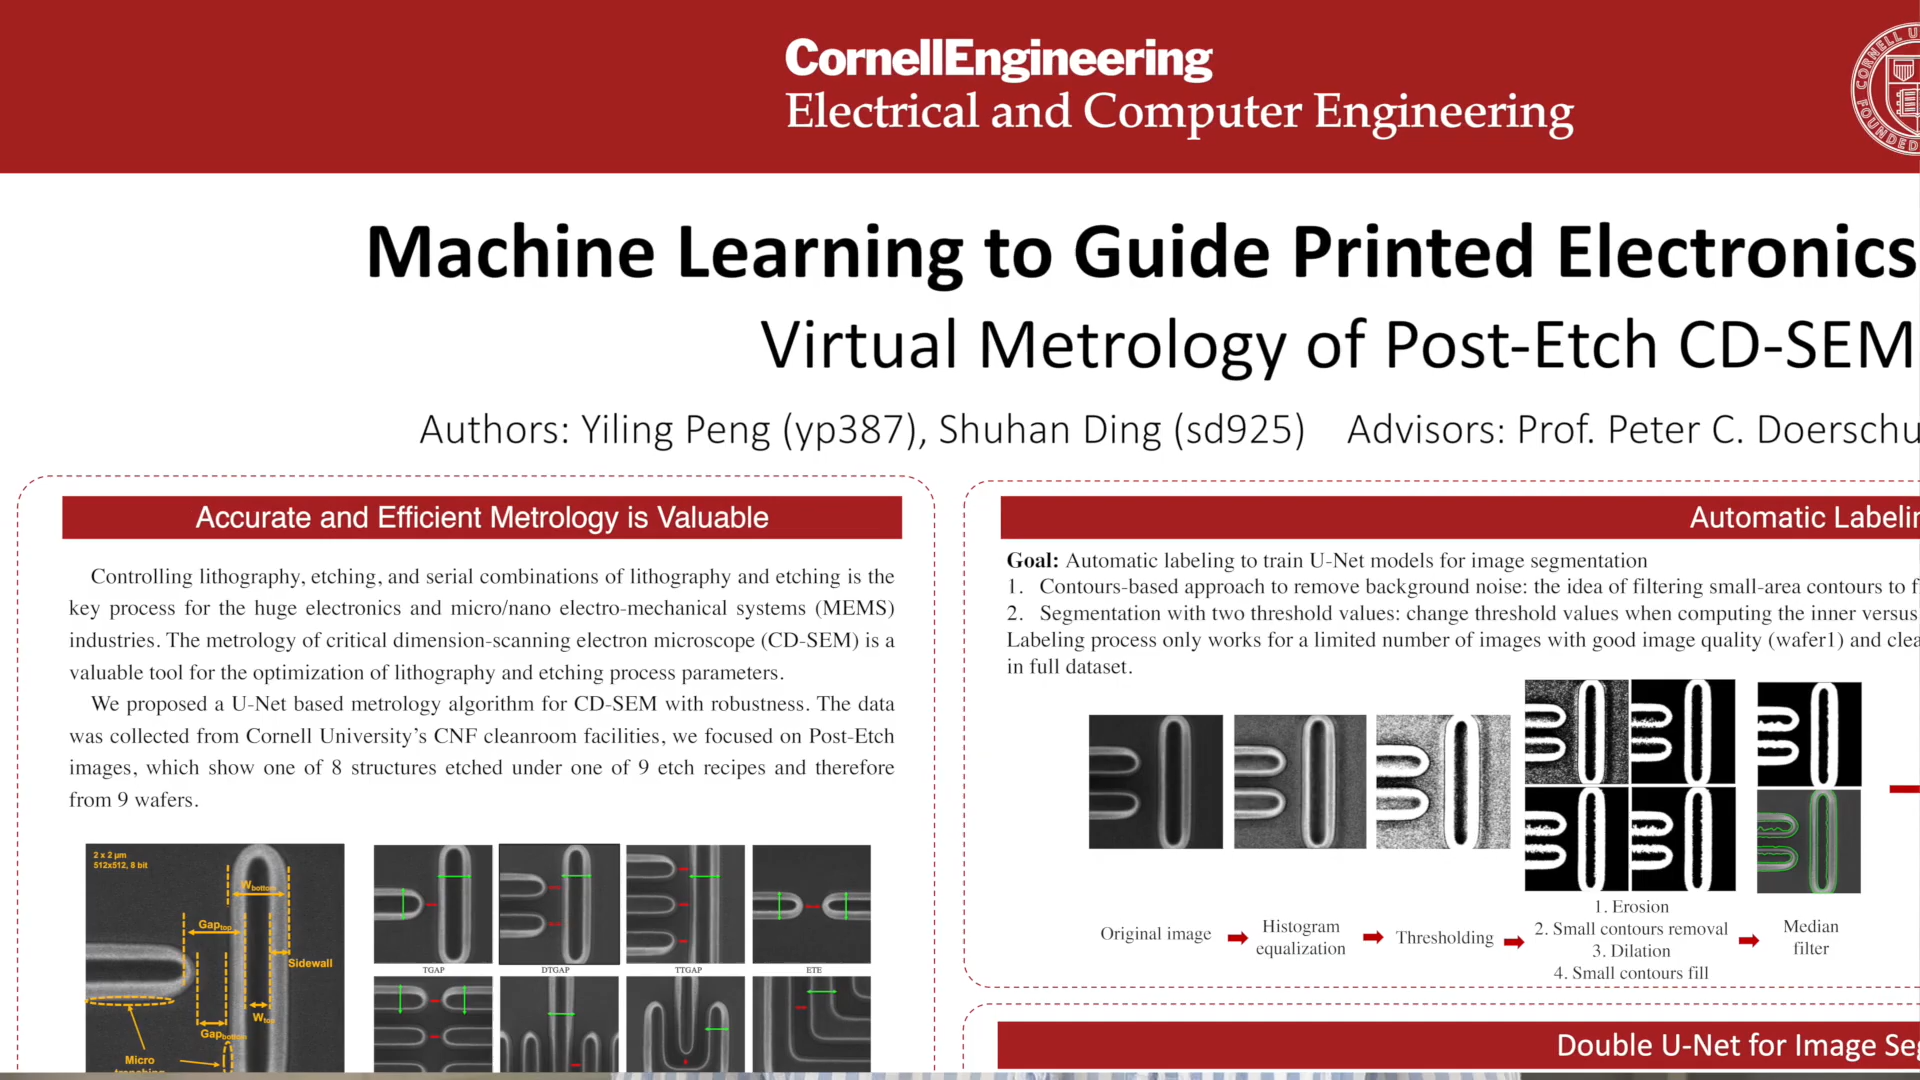 CornellEngineering
Electrical and Computer Engineering
Machine Learning to Guide Printed Electronics
Virtual Metrology of Post-Etch CD-SEM
Authors: Yiling Peng (yp387), Shuhan Ding (sd925) Advisors: Prof. Peter C. Doerschu
Accurate and Efficient Metrology is Valuable
Controlling lithography, etching, and serial combinations of lithography and etching is the
key process for the huge electronics and micro/nano electro-mechanical systems (MEMS)
industries. The metrology of critical dimension-scanning electron microscope (CD-SEM) is a
valuable tool for the optimization of lithography and etching process parameters.
We proposed a U-Net based metrology algorithm for CD-SEM with robustness. The data
was collected from Cornell University's CNF cleanroom facilities, we focused on Post-Etch
images, which show one of 8 structures etched under one of 9 etch recipes and therefore
from 9 wafers.
2 x 2 µm
512x512, 8 bit
Wbottom
Gaptop
Sidewall
Wtop
Gapbottom
Micro
TGAP
DTGAP
TTGAP
ETE
Automatic Labelin
Goal: Automatic labeling to train U-Net models for image segmentation
1. Contours-based approach to remove background noise: the idea of filtering small-area contours to f
2. Segmentation with two threshold values: change threshold values when computing the inner versus
Labeling process only works for a limited number of images with good image quality (wafer1) and clea
in full dataset.
Original image
Histogram
equalization
Thresholding
1. Erosion
2. Small contours removal
3. Dilation
4. Small contours fill
Median
filter
Double U-Net for Image Seg